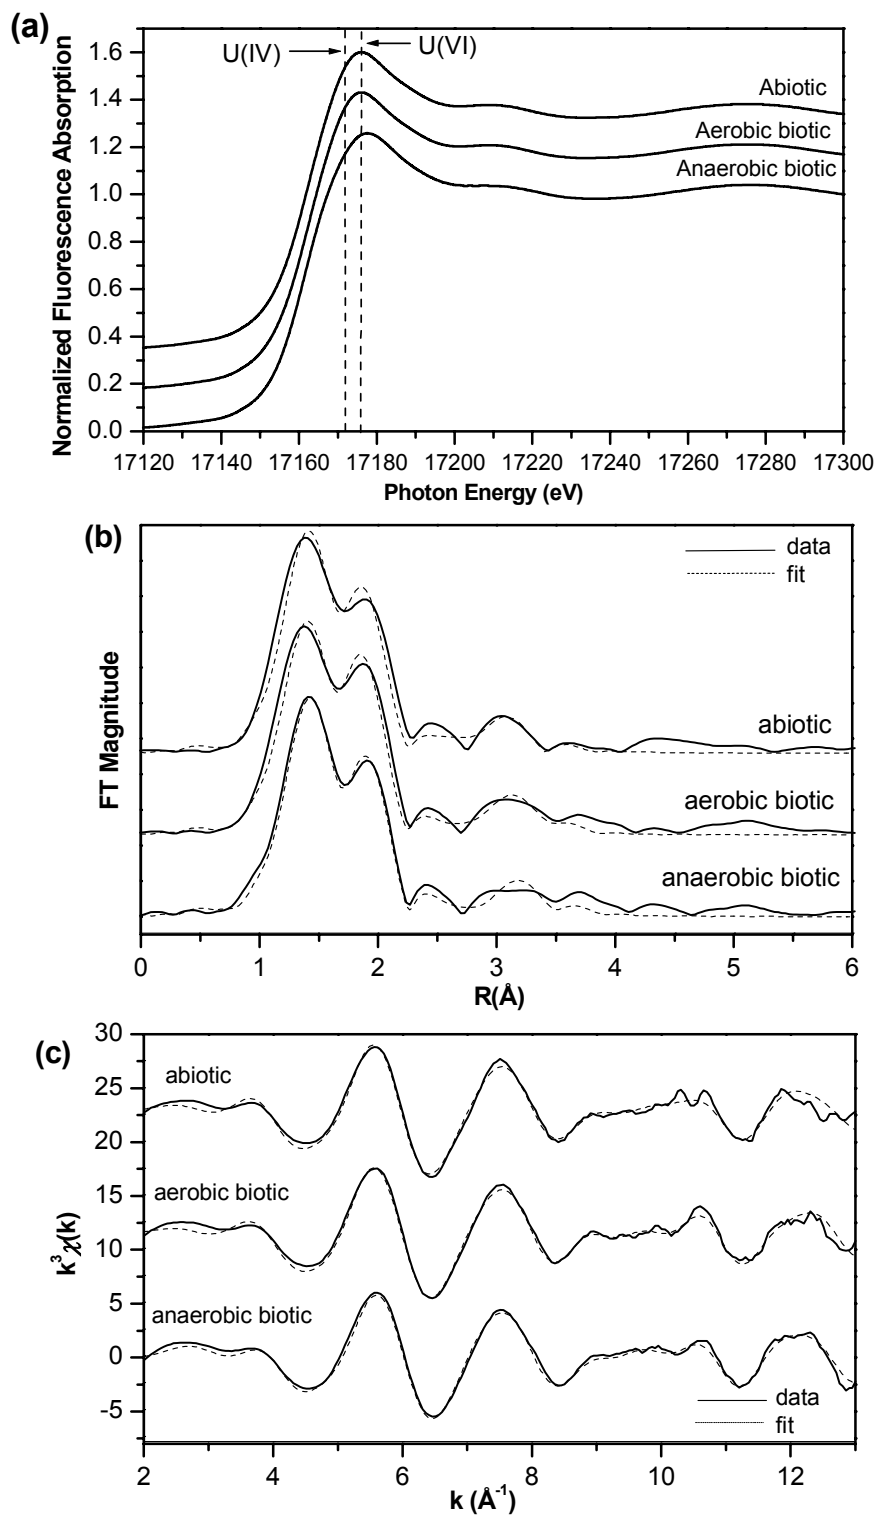 (a)
Normalized Fluorescence Absorption
1.6
1.4
1.2
1.0
0.8
0.6
0.4
0.2
0.0
U(IV)
U(VI)
Abiotic
Aerobic biotic
Anaerobic biotic
17120 17140 17160 17180 17200 17220 17240 17260 17280 17300
Photon Energy (eV)
(b)
FT Magnitude
data
fit
abiotic
aerobic biotic
anaerobic biotic
0 1 2 3 4 5 6
R(Å)
(c)
k³χ(k)
30
25
20
15
10
5
0
-5
abiotic
aerobic biotic
anaerobic biotic
data
fit
2 4 6 8 10 12
k (Å⁻¹)